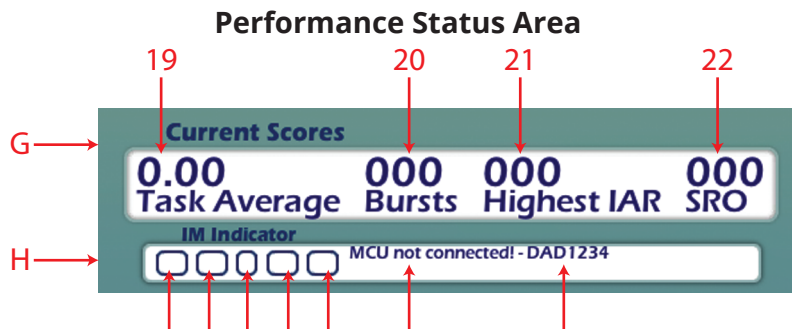 Performance Status Area
19 20 21 22
G
Current Scores
0.00 000 000 000
Task Average Bursts Highest IAR SRO
IM Indicator
H
MCU not connected! - DAD1234